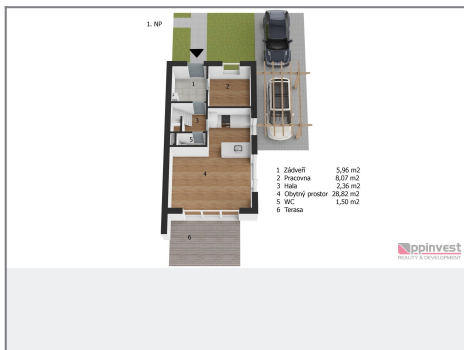 1. NP
1
2
3
5
4
6
1 Zádveří 5,96 m2
2 Pracovna 8,07 m2
3 Hala 2,36 m2
4 Obytný prostor 28,82 m2
5 WC 1,50 m2
6 Terasa
ppinvest
REALITY & DEVELOPMENT